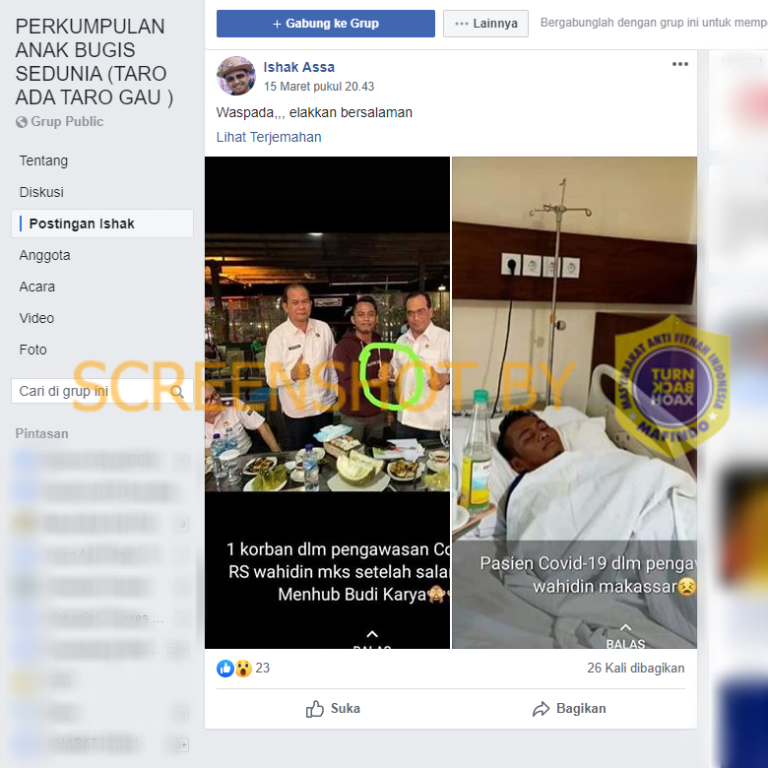 PERKUMPULAN
ANAK BUGIS
SEDUNIA (TARO
ADA TARO GAU )
Grup Public
Tentang
Diskusi
Postingan Ishak
Anggota
Acara
Video
Foto
Cari di grup ini
Pintasan
+ Gabung ke Grup
••• Lainnya
Bergabunglah dengan grup ini untuk
Ishak Assa
15 Maret pukul 20.43
Waspada,,, elakkan bersalaman
Lihat Terjemahan
SCREENSHOT BY
MASYARAKAT ANTI FITNAH INDONESIA
TURN
BACK
HOAX
MAFINDO
1 korban dlm pengawasan
RS wahidin mks setelah
Menhub Budi Karya🙈
BALAS
Pasien Covid-19 dlm
wahidin makassar😣
BALAS
23
26 Kali dibagikan
Suka
Bagikan